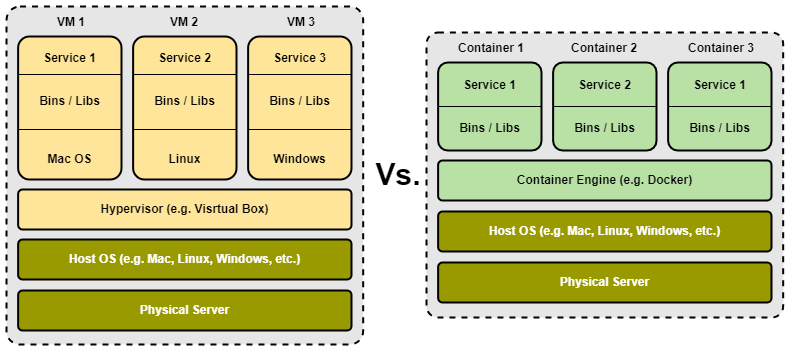 VM 1 VM 2 VM 3
Service 1 Service 2 Service 3
Bins / Libs Bins / Libs Bins / Libs
Mac OS Linux Windows
Hypervisor (e.g. Visrtual Box)
Host OS (e.g. Mac, Linux, Windows, etc.)
Physical Server
Vs.
Container 1 Container 2 Container 3
Service 1 Service 2 Service 1
Bins / Libs Bins / Libs Bins / Libs
Container Engine (e.g. Docker)
Host OS (e.g. Mac, Linux, Windows, etc.)
Physical Server